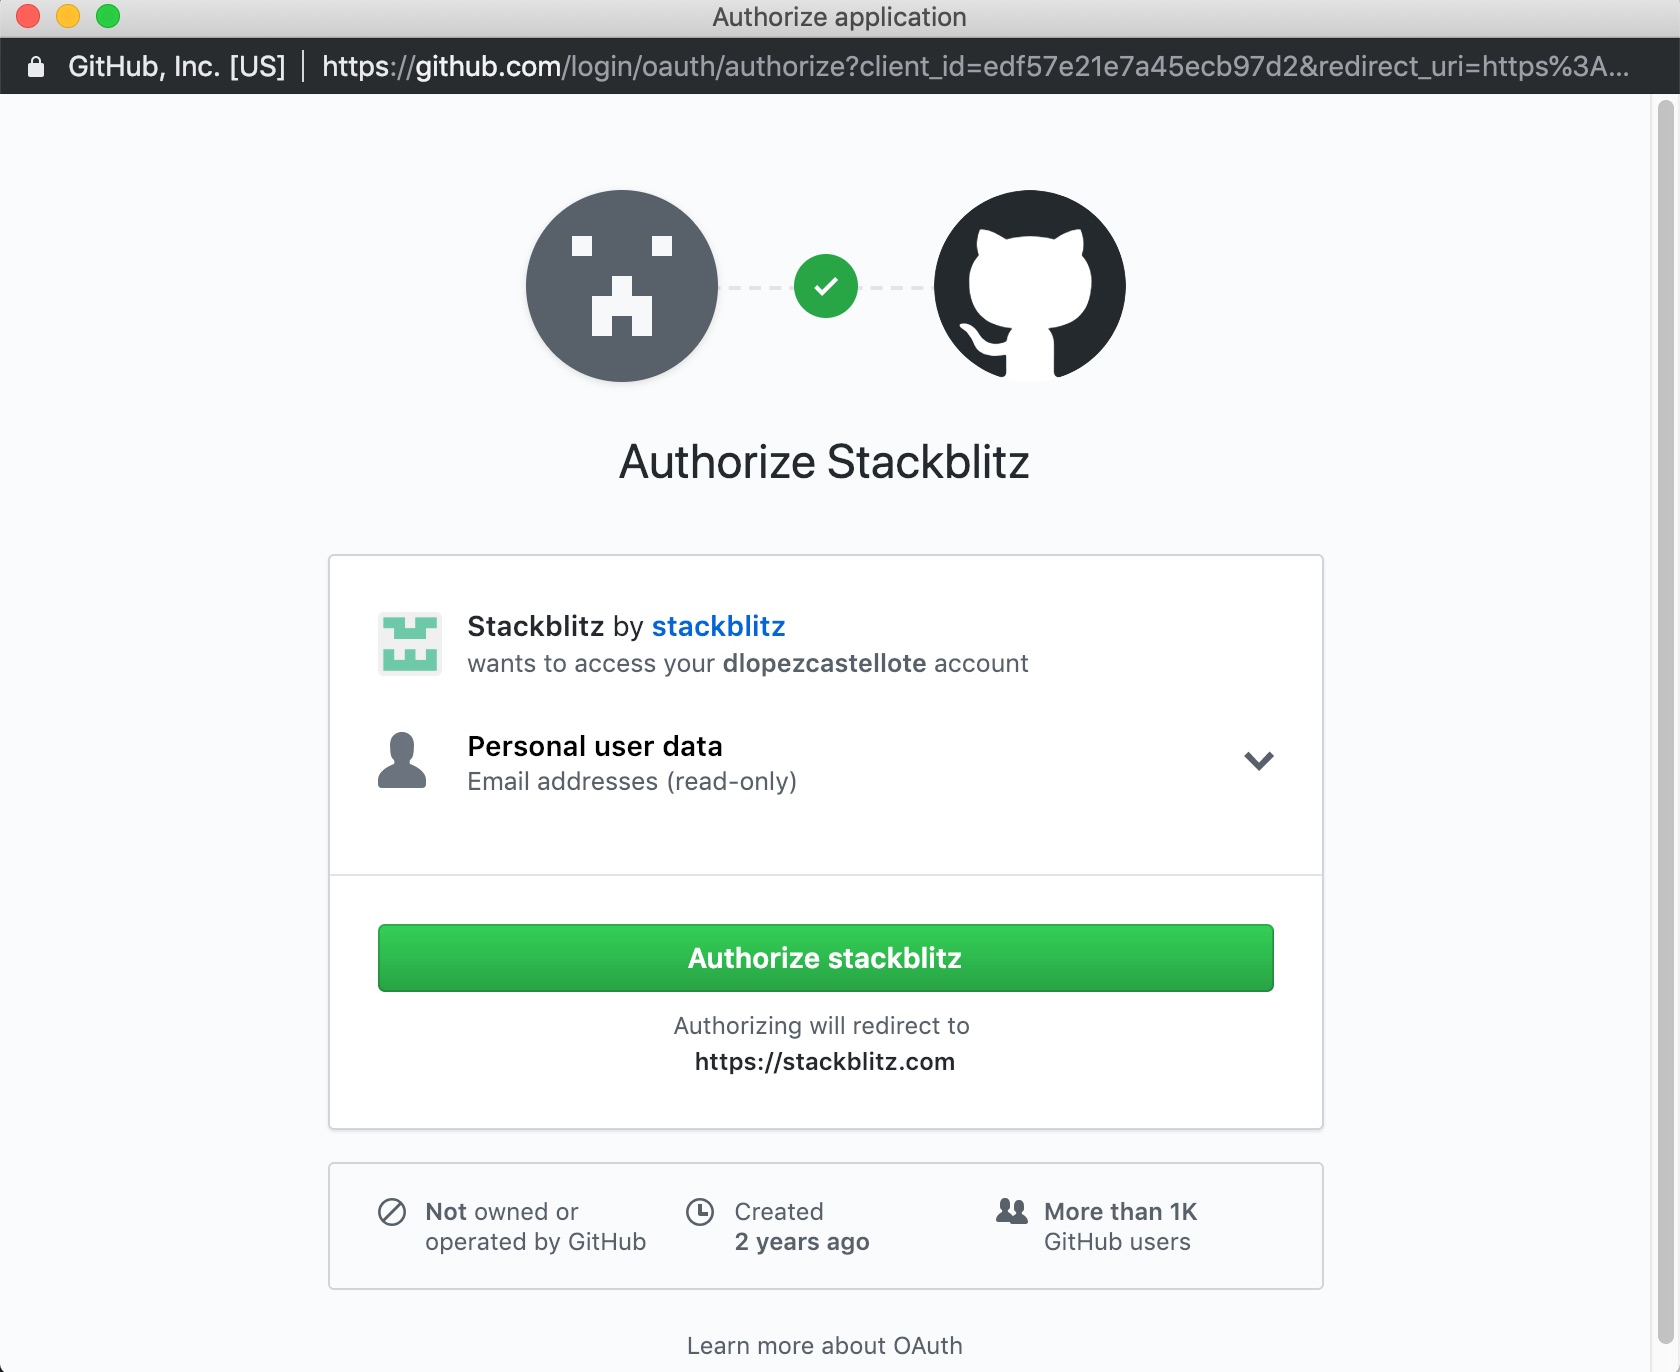 Authorize application
GitHub, Inc. [US] | https://github.com/login/oauth/authorize?client_id=edf57e21e7a45ecb97d2&redirect_uri=https%3A...
Authorize Stackblitz
Stackblitz by stackblitz
wants to access your dlopezcastellote account
Personal user data
Email addresses (read-only)
Authorize stackblitz
Authorizing will redirect to
https://stackblitz.com
Not owned or
operated by GitHub
Created
2 years ago
More than 1K
GitHub users
Learn more about OAuth